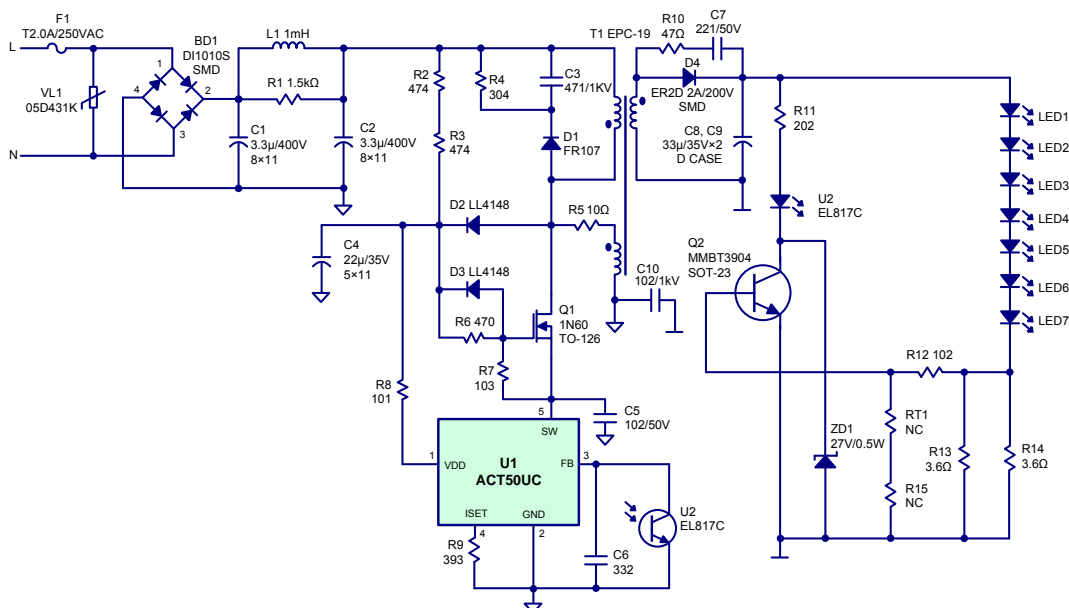 F1
T2.0A/250VAC
L
VL1
05D431K
N
BD1
DI1010S
SMD
1
4
2
3
L1 1mH
R1 1.5kΩ
C1
3.3µ/400V
8×11
C2
3.3µ/400V
8×11
R2
474
R3
474
R4
304
C3
471/1KV
D1
FR107
T1 EPC-19
R10
47Ω
C7
221/50V
D4
ER2D 2A/200V
SMD
C8, C9
33µ/35V×2
D CASE
R11
202
U2
EL817C
LED1
LED2
LED3
LED4
LED5
LED6
LED7
D2 LL4148
C4
22µ/35V
5×11
D3 LL4148
R5 10Ω
C10
102/1kV
Q1
1N60
TO-126
R6 470
R7
103
R8
101
Q2
MMBT3904
SOT-23
R12 102
RT1
NC
R15
NC
R13
3.6Ω
R14
3.6Ω
ZD1
27V/0.5W
5
SW
C5
102/50V
1
VDD
U1
ACT50UC
FB
3
ISET
4
GND
2
R9
393
C6
332
U2
EL817C